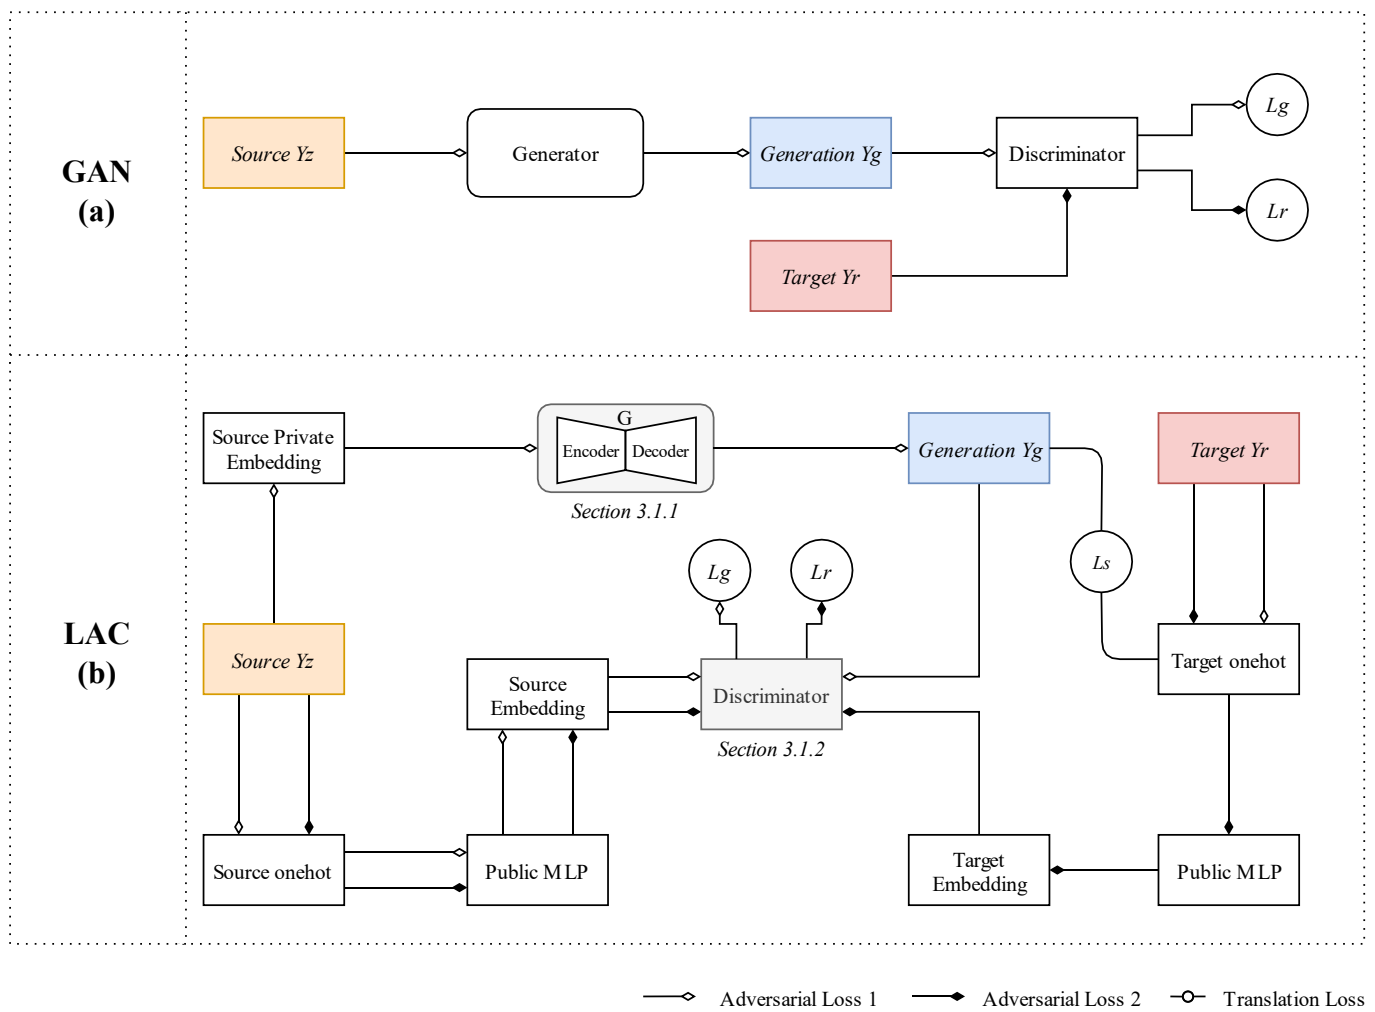 GAN
(a)
Source Yz
Generator
Generation Yg
Discriminator
Lg
Lr
Target Yr
LAC
(b)
Source Private
Embedding
G
Encoder
Decoder
Section 3.1.1
Generation Yg
Target Yr
Lg
Lr
Ls
Source Yz
Source
Embedding
Discriminator
Section 3.1.2
Target onehot
Source onehot
Public MLP
Target
Embedding
Public MLP
Adversarial Loss 1
Adversarial Loss 2
Translation Loss